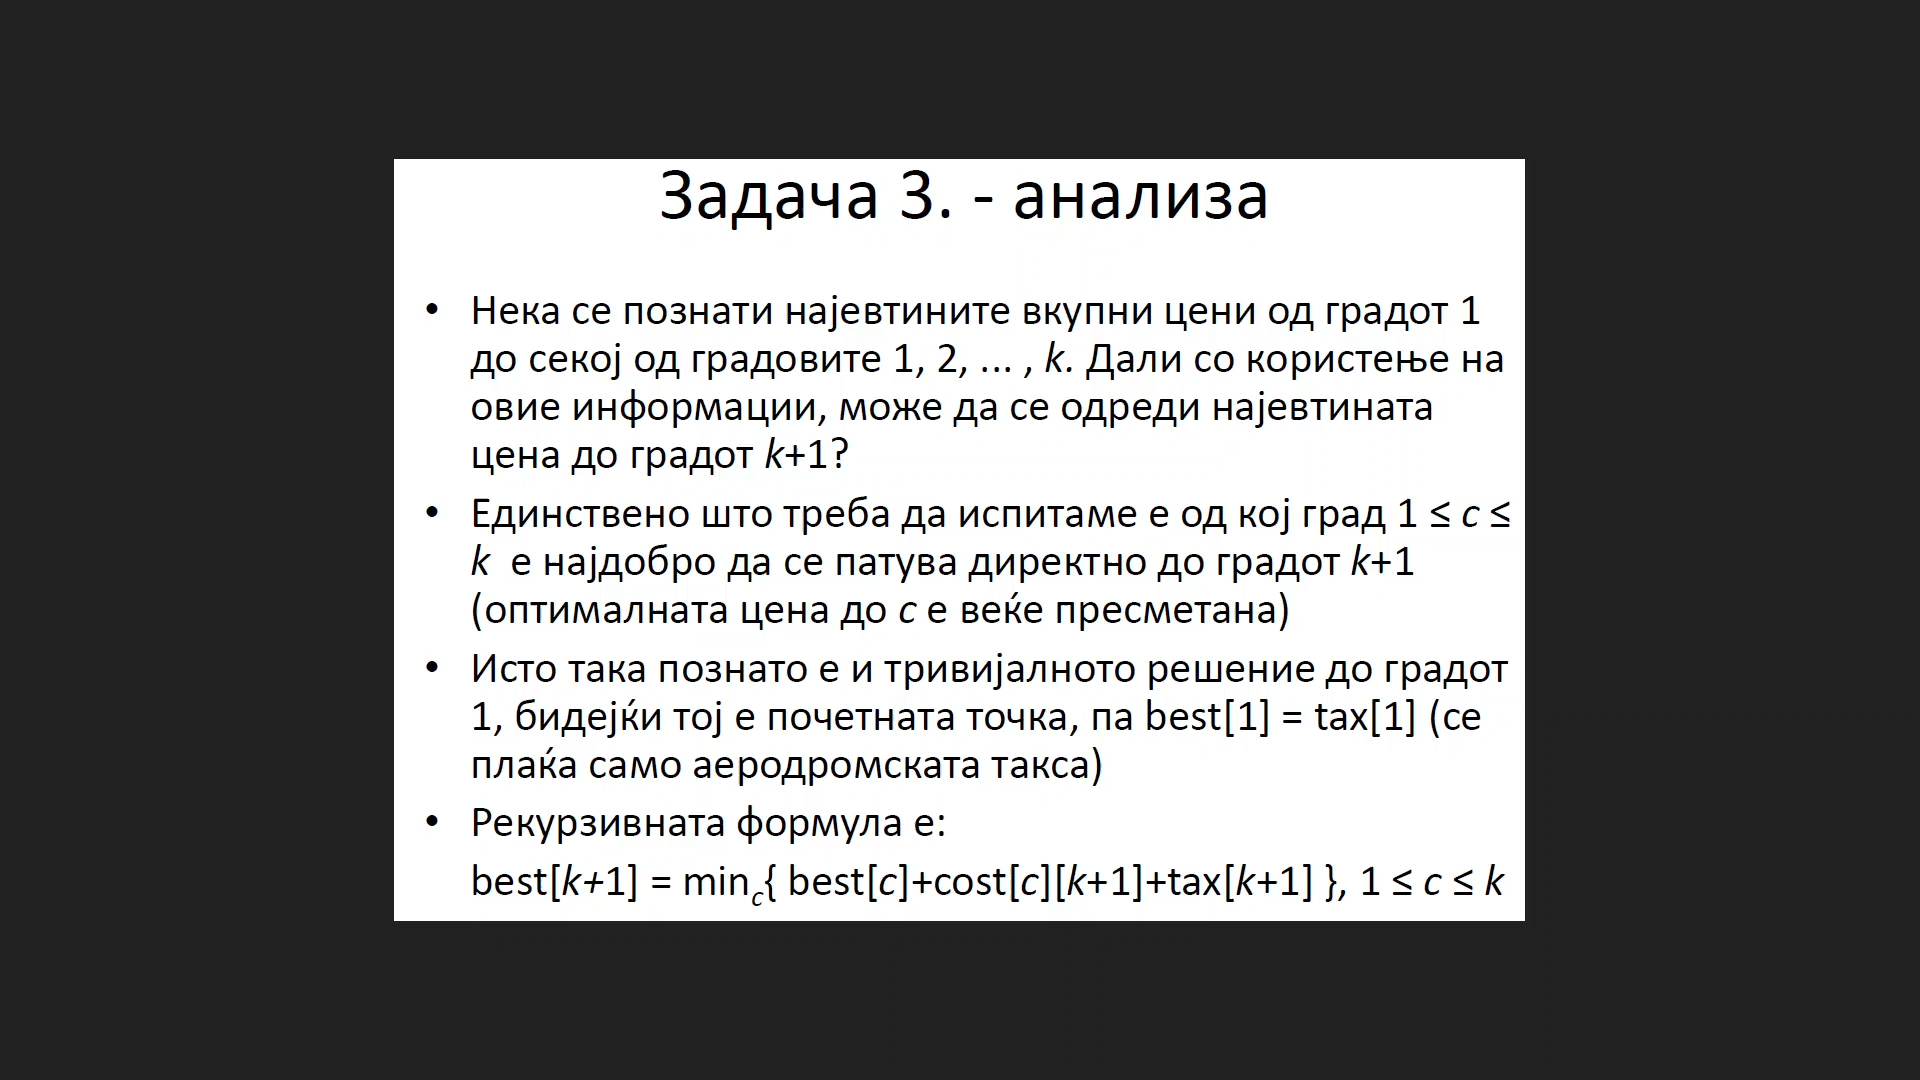 Задача 3. - анализа
• Нека се познати најевтините вкупни цени од градот 1
до секој од градовите 1, 2, ... , k. Дали со користење на
овие информации, може да се одреди најевтината
цена до градот k+1?
• Единствено што треба да испитаме е од кој град 1 ≤ c ≤
k е најдобро да се патува директно до градот k+1
(оптималната цена до c е веќе пресметана)
• Исто така познато е и тривијалното решение до градот
1, бидејќи тој е почетната точка, па best[1] = tax[1] (се
плаќа само аеродромската такса)
• Рекурзивната формула е:
best[k+1] = min_c{ best[c]+cost[c][k+1]+tax[k+1] }, 1 ≤ c ≤ k